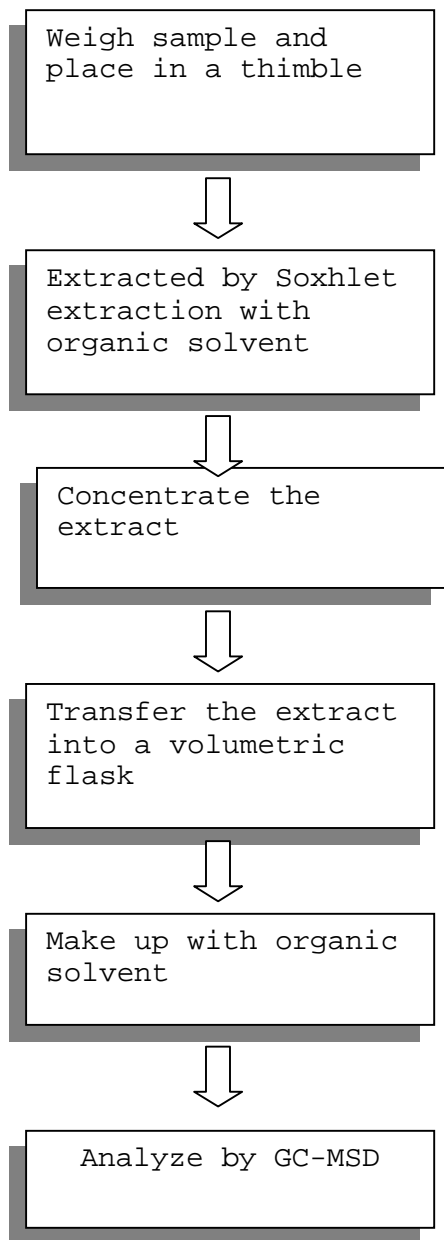 Weigh sample and
place in a thimble
Extracted by Soxhlet
extraction with
organic solvent
Concentrate the
extract
Transfer the extract
into a volumetric
flask
Make up with organic
solvent
Analyze by GC-MSD